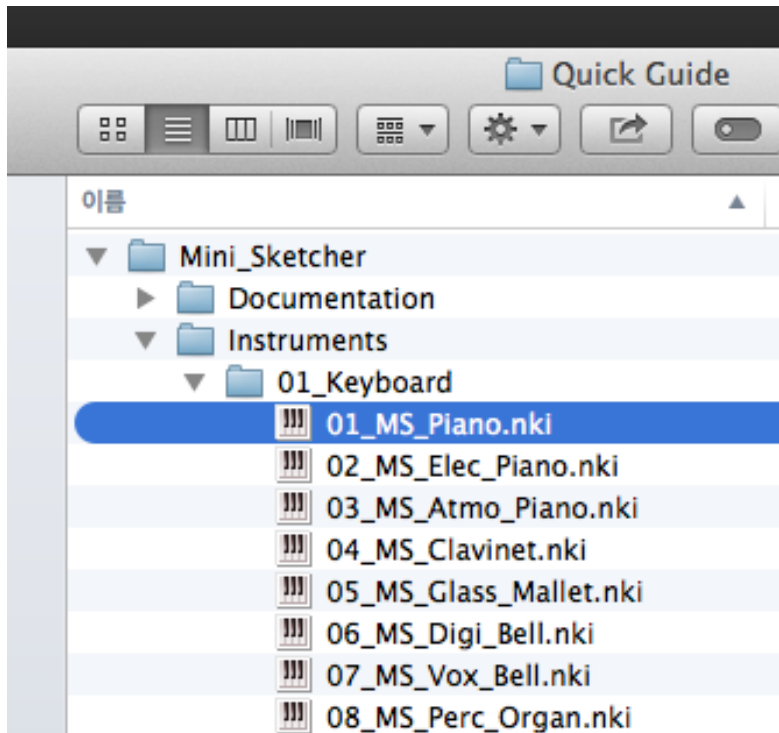 Quick Guide
이름
Mini_Sketcher
Documentation
Instruments
01_Keyboard
01_MS_Piano.nki
02_MS_Elec_Piano.nki
03_MS_Atmo_Piano.nki
04_MS_Clavinet.nki
05_MS_Glass_Mallet.nki
06_MS_Digi_Bell.nki
07_MS_Vox_Bell.nki
08_MS_Perc_Organ.nki